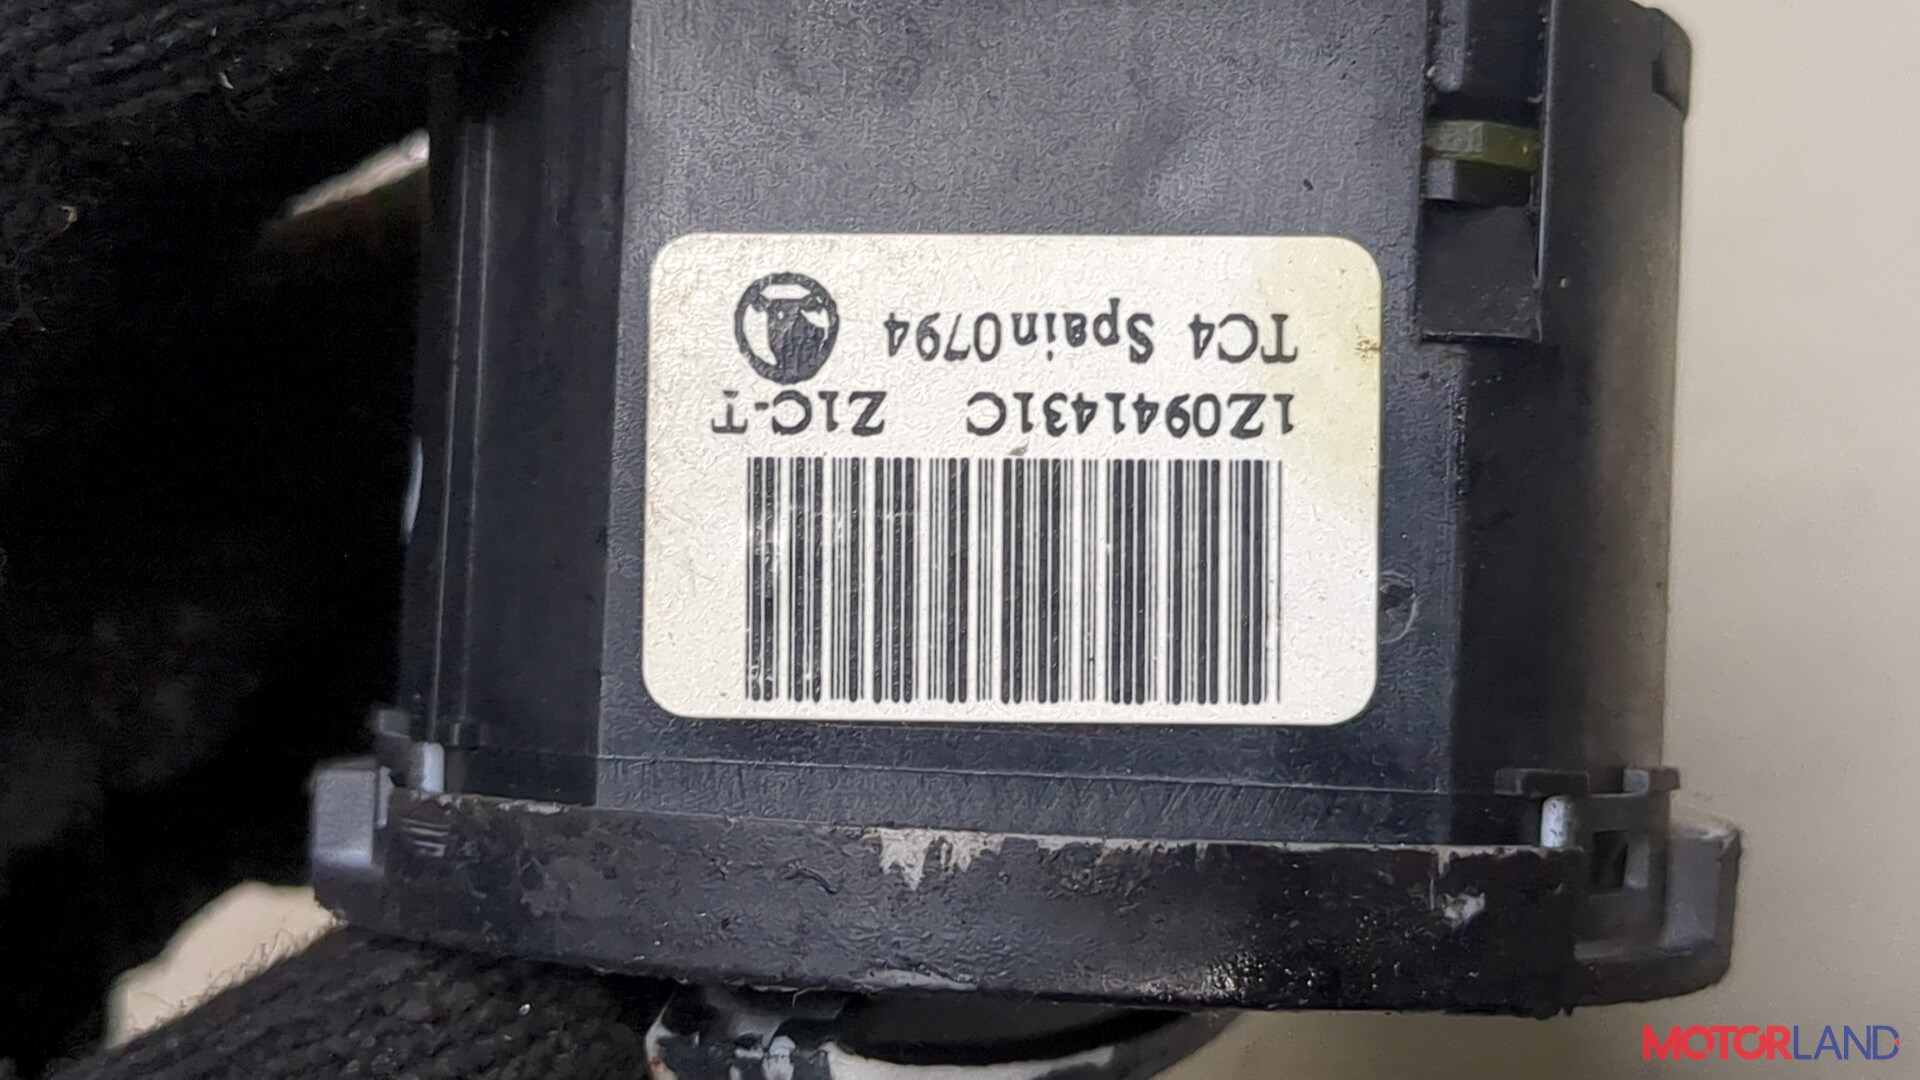 1Z0941431C Z1C-T
TC4 Spain0794
MOTORLAND